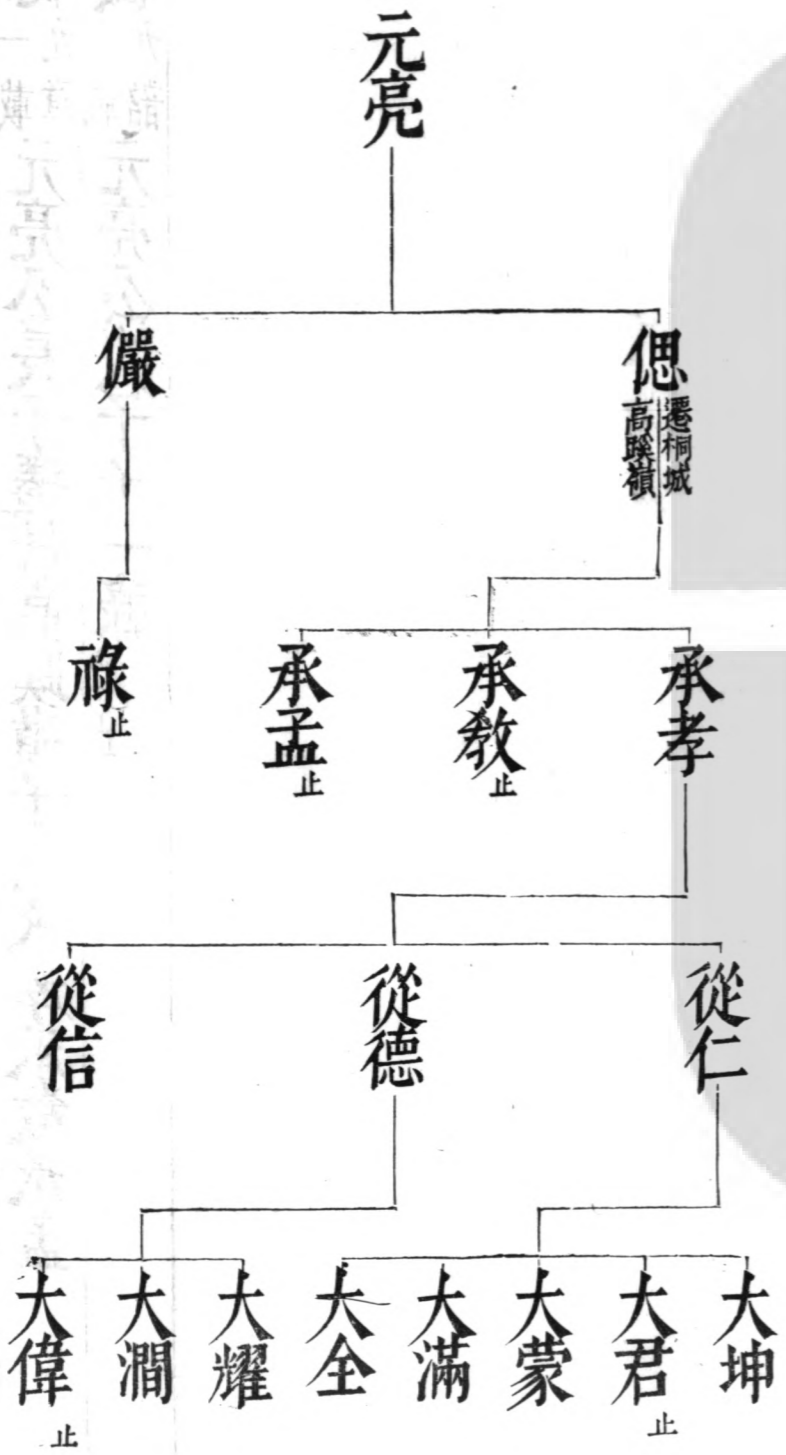 元亮
偲 遷桐城
高蹊嶺
儼
承孝
承教 止
承孟 止
祿 止
從仁
從德
從信
大坤
大君 止
大蒙
大滿
大全
大耀
大澗
大偉 止